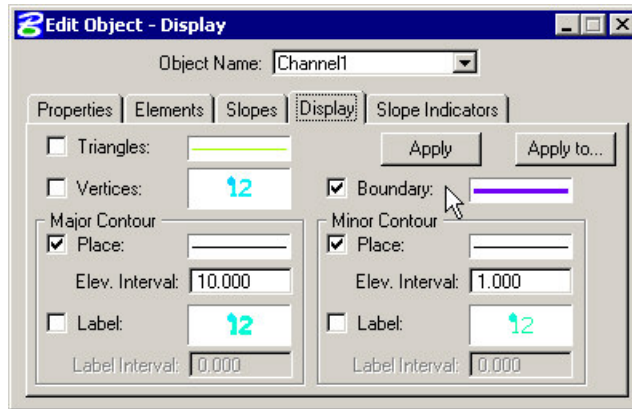 Edit Object - Display
Object Name: Channel1
Properties Elements Slopes Display Slope Indicators
Triangles: Apply Apply to...
Vertices: 12 Boundary:
Major Contour Minor Contour
Place: Place:
Elev. Interval: 10.000 Elev. Interval: 1.000
Label: 12 Label: 12
Label Interval: 0.000 Label Interval: 0.000